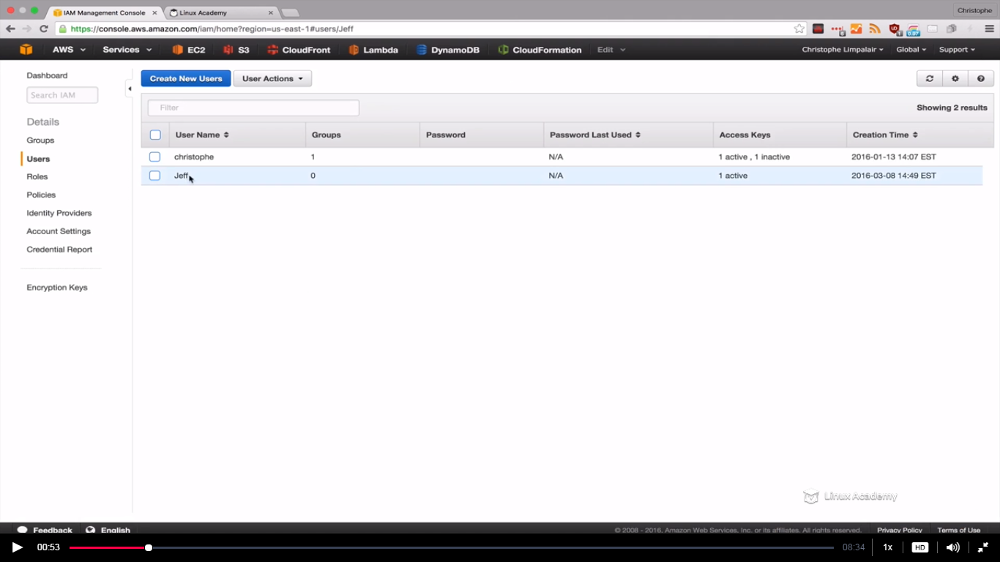 IAM Management Console
Linux Academy
Christophe
https://console.aws.amazon.com/iam/home?region=us-east-1#users/Jeff
AWS Services EC2 S3 CloudFront Lambda DynamoDB CloudFormation Edit Christophe Limpalair Global Support
Dashboard
Search IAM
Details
Groups
Users
Roles
Policies
Identity Providers
Account Settings
Credential Report
Encryption Keys
Create New Users User Actions
Filter
Showing 2 results
User Name Groups Password Password Last Used Access Keys Creation Time
christophe 1 N/A 1 active , 1 inactive 2016-01-13 14:07 EST
Jeff 0 N/A 1 active 2016-03-08 14:49 EST
Linux Academy
Feedback English © 2008 - 2016, Amazon Web Services, Inc. or its affiliates. All rights reserved. Privacy Policy Terms of Use
00:53 08:34 1x HD